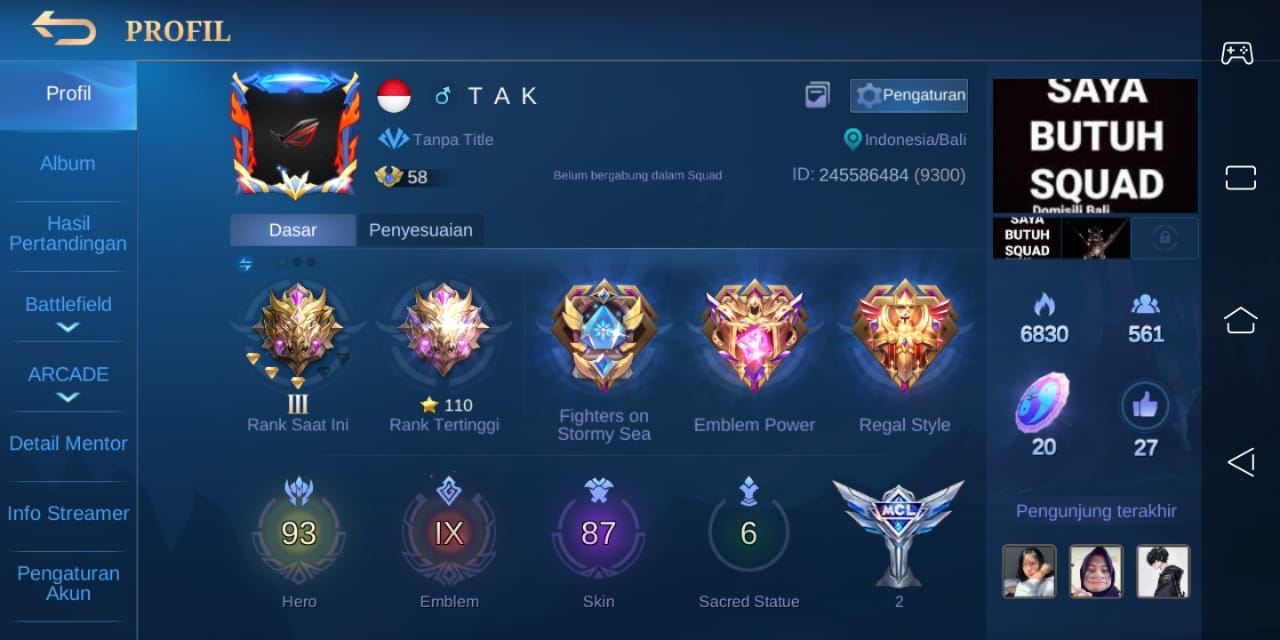 PROFIL
Profil
Album
Hasil
Pertandingan
Battlefield
ARCADE
Detail Mentor
Info Streamer
Pengaturan
Akun
T A K
Pengaturan
Tanpa Title
Indonesia/Bali
58
Belum bergabung dalam Squad
ID: 245586484 (9300)
Dasar
Penyesuaian
III
Rank Saat Ini
110
Rank Tertinggi
Fighters on
Stormy Sea
Emblem Power
Regal Style
93
Hero
IX
Emblem
87
Skin
6
Sacred Statue
MCL
2
SAYA
BUTUH
SQUAD
Domisili Bali
SAYA
BUTUH
SQUAD
6830
561
20
27
Pengunjung terakhir